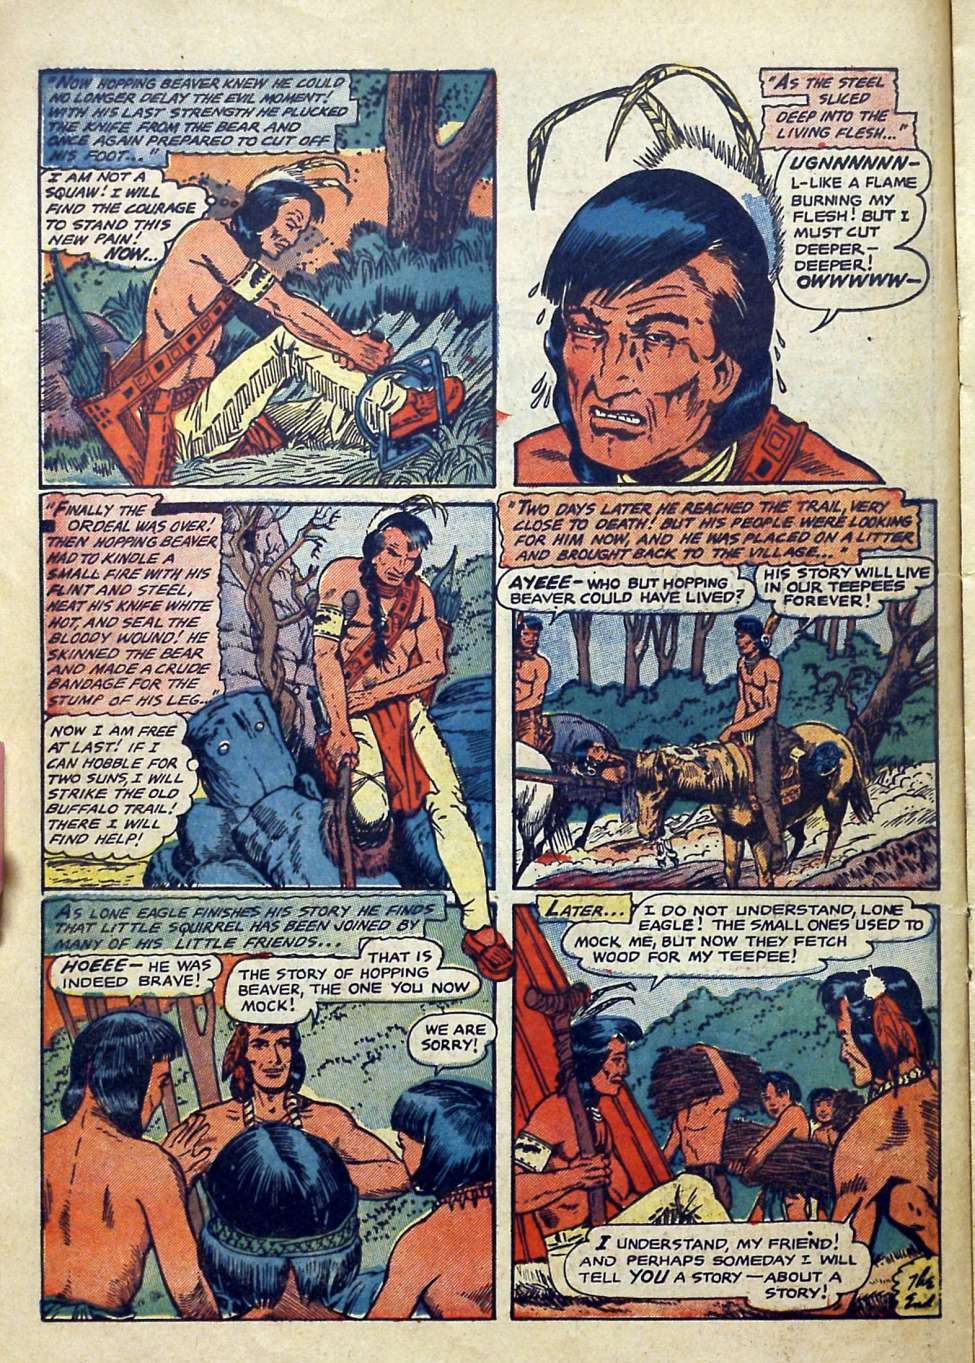 "NOW HOPPING BEAVER KNEW HE COULD
NO LONGER DELAY THE EVIL MOMENT!
WITH HIS LAST STRENGTH HE PLUCKED
THE KNIFE FROM THE BEAR AND
ONCE AGAIN PREPARED TO CUT OFF
HIS FOOT..."
I AM NOT A
SQUAW! I WILL
FIND THE COURAGE
TO STAND THIS
NEW PAIN!
NOW...
"AS THE STEEL
SLICED
DEEP INTO THE
LIVING FLESH..."
UGNNNNNN-
L-LIKE A FLAME
BURNING MY
FLESH! BUT I
MUST CUT
DEEPER-
DEEPER!
OWWWWW-
"FINALLY THE
ORDEAL WAS OVER!
THEN HOPPING BEAVER
HAD TO KINDLE A
SMALL FIRE WITH HIS
FLINT AND STEEL,
HEAT HIS KNIFE WHITE
HOT, AND SEAL THE
BLOODY WOUND! HE
SKINNED THE BEAR
AND MADE A CRUDE
BANDAGE FOR THE
STUMP OF HIS LEG..."
NOW I AM FREE
AT LAST! IF I
CAN HOBBLE FOR
TWO SUNS, I WILL
STRIKE THE OLD
BUFFALO TRAIL!
THERE I WILL
FIND HELP!
"TWO DAYS LATER HE REACHED THE TRAIL, VERY
CLOSE TO DEATH! BUT HIS PEOPLE WERE LOOKING
FOR HIM NOW, AND HE WAS PLACED ON A LITTER
AND BROUGHT BACK TO THE VILLAGE..."
AYEEE-WHO BUT HOPPING
BEAVER COULD HAVE LIVED?
HIS STORY WILL LIVE
IN OUR TEEPEES
FOREVER!
AS LONE EAGLE FINISHES HIS STORY HE FINDS
THAT LITTLE SQUIRREL HAS BEEN JOINED BY
MANY OF HIS LITTLE FRIENDS...
HOEEE-HE WAS
INDEED BRAVE!
THAT IS
THE STORY OF HOPPING
BEAVER, THE ONE YOU NOW
MOCK!
WE ARE
SORRY!
LATER...
I DO NOT UNDERSTAND, LONE
EAGLE! THE SMALL ONES USED TO
MOCK ME, BUT NOW THEY FETCH
WOOD FOR MY TEEPEE!
I UNDERSTAND, MY FRIEND!
AND PERHAPS SOMEDAY I WILL
TELL YOU A STORY-ABOUT A
STORY!
The
End